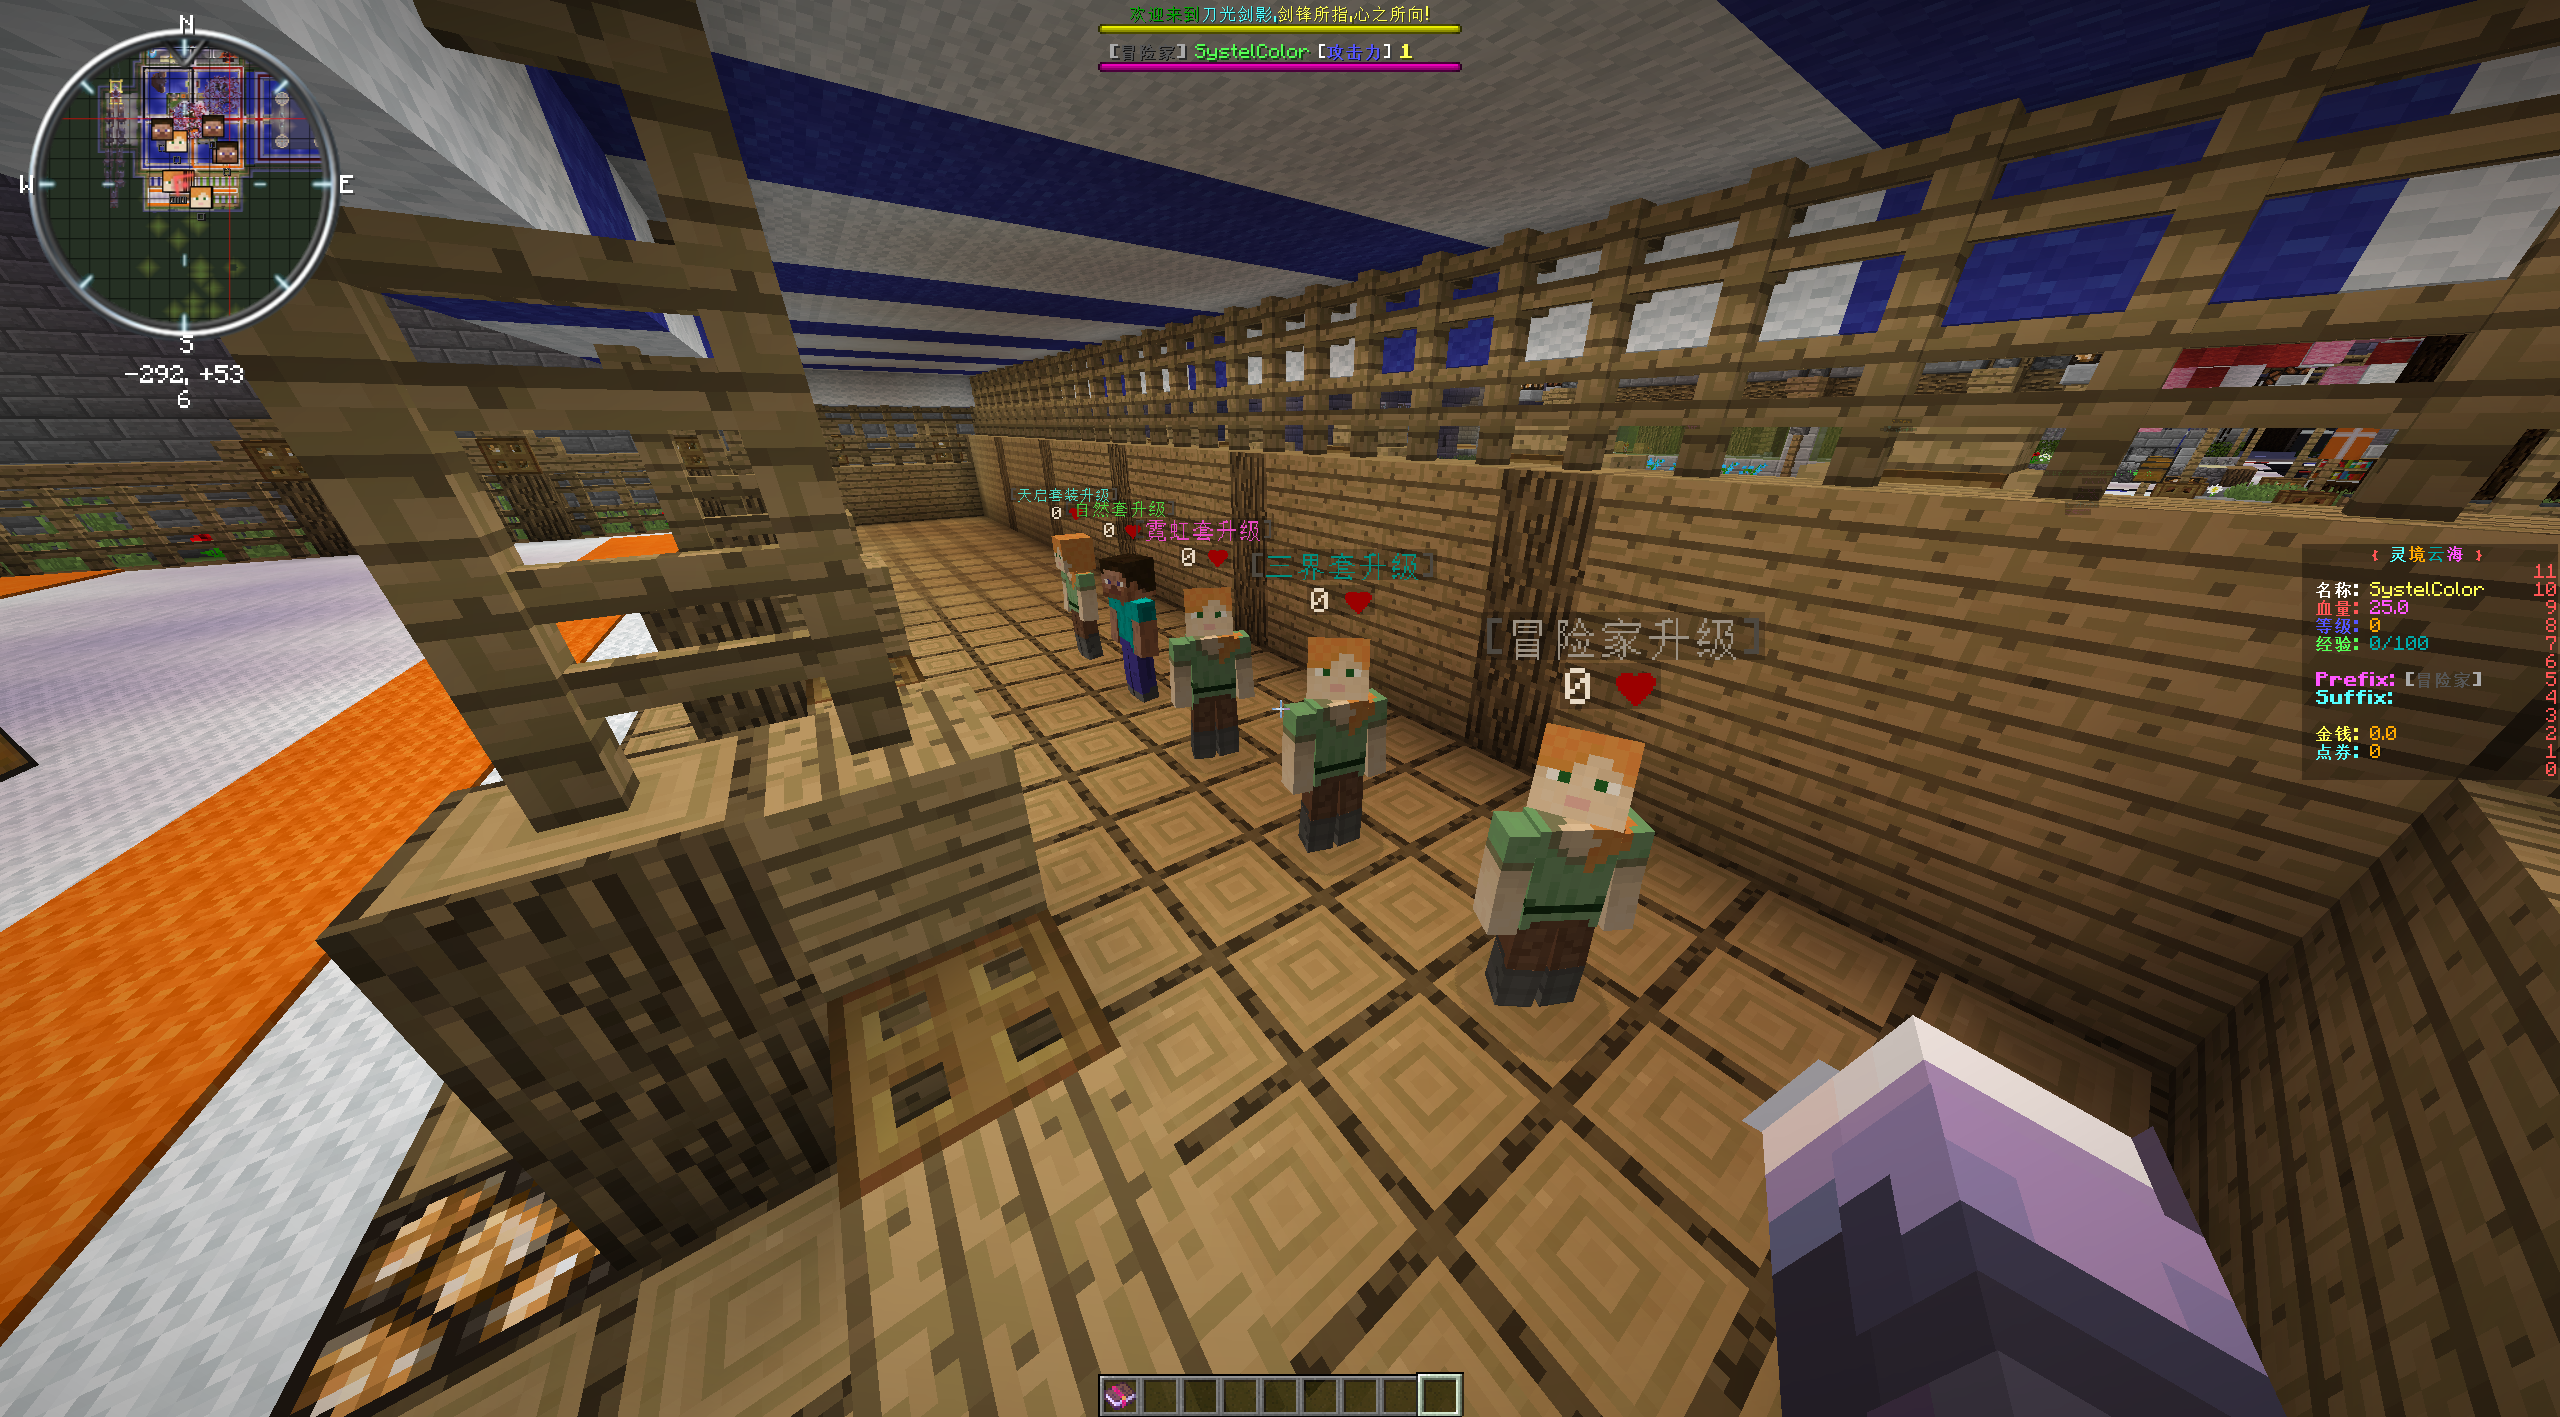 欢迎来到刀光剑影,剑锋所指,心之所向!
[冒险家] SystelColor [攻击力] 1
N
W
E
S
-292, +53
6
天启套装升级
0
自然套升级
0
霓虹套升级
0
[三界套升级]
0
[冒险家升级]
0
{ 灵境云海 }
11
名称: SystelColor 10
血量: 25.0 9
等级: 0 8
经验: 0/100 7
6
Prefix: [冒险家] 5
Suffix: 4
3
金钱: 0.0 2
点券: 0 1
0